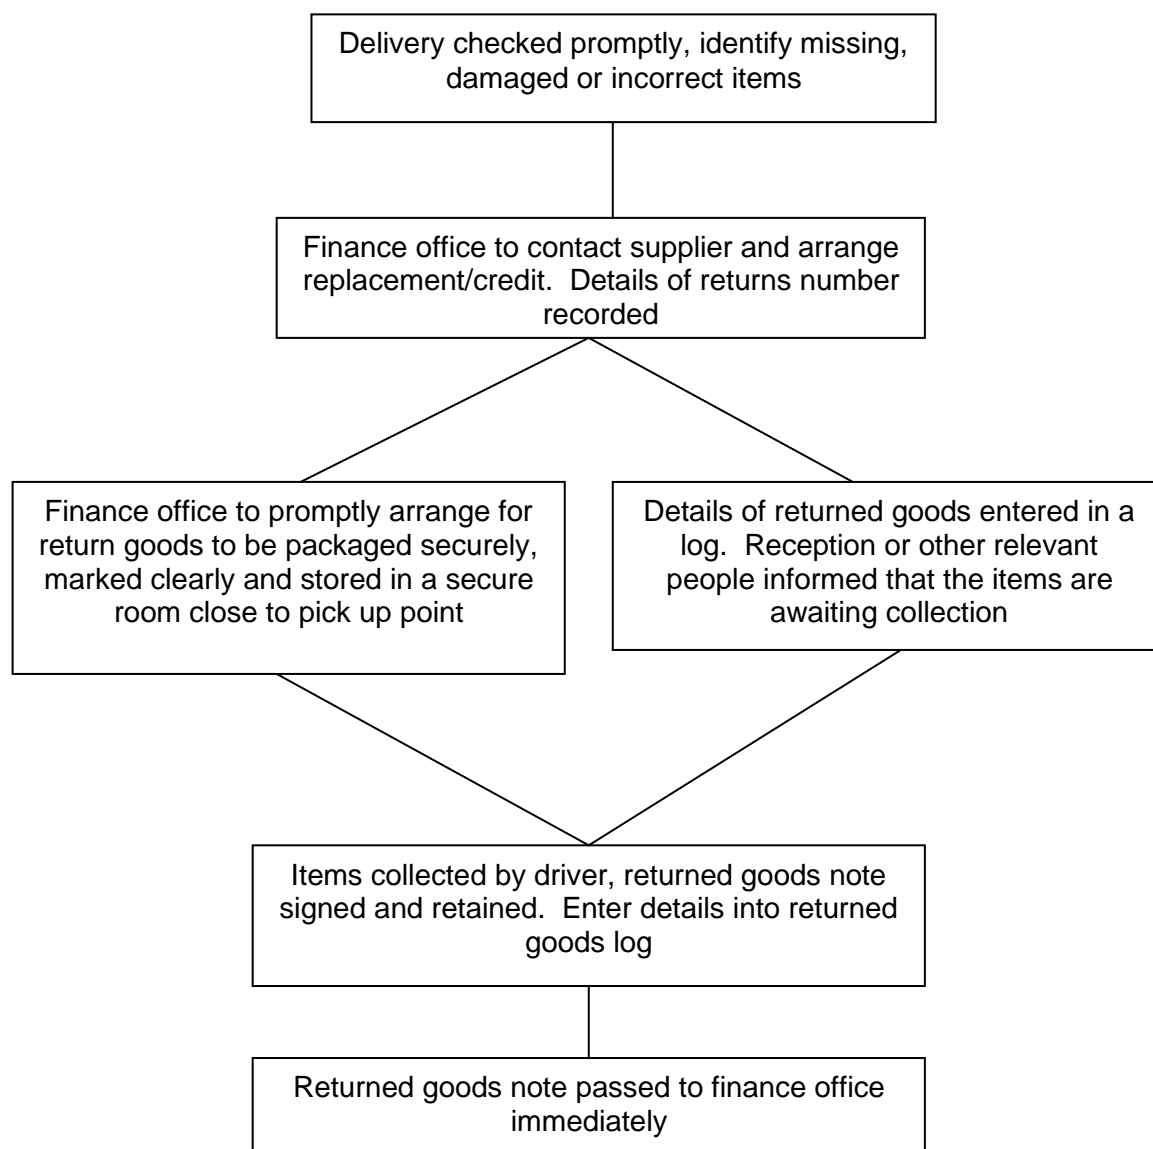 Delivery checked promptly, identify missing,
damaged or incorrect items
Finance office to contact supplier and arrange
replacement/credit.  Details of returns number
recorded
Finance office to promptly arrange for
return goods to be packaged securely,
marked clearly and stored in a secure
room close to pick up point
Details of returned goods entered in a
log.  Reception or other relevant
people informed that the items are
awaiting collection
Items collected by driver, returned goods note
signed and retained.  Enter details into returned
goods log
Returned goods note passed to finance office
immediately